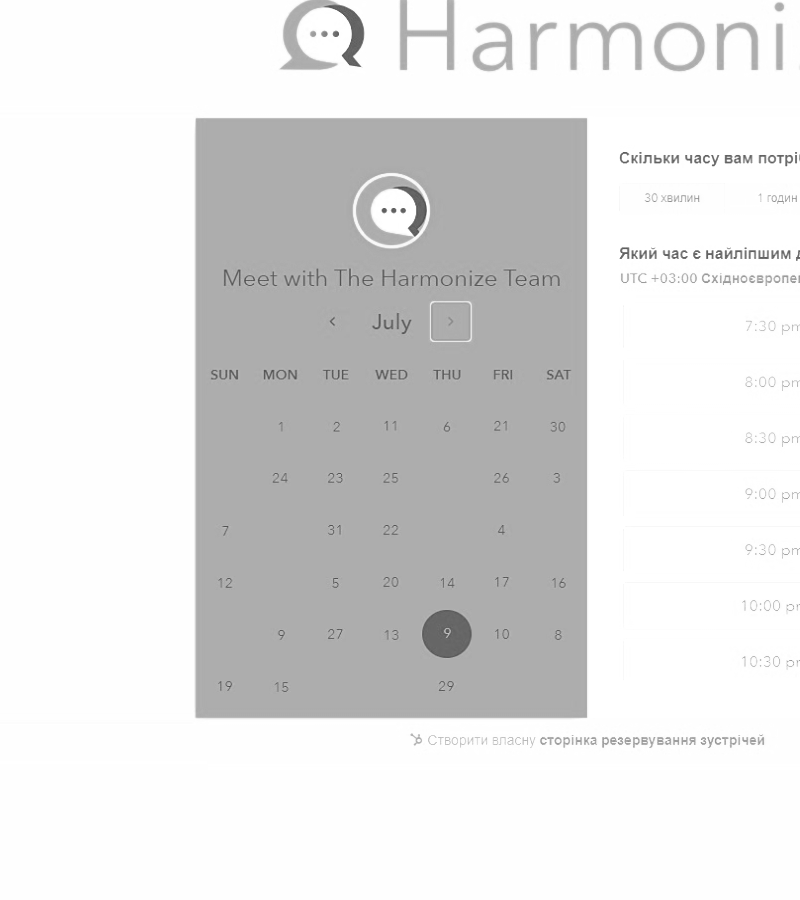 Harmoni
Meet with The Harmonize Team
July
SUN MON TUE WED THU FRI SAT
1 2 11 6 21 30
24 23 25 26 3
7 31 22 4
12 5 20 14 17 16
9 27 13 9 10 8
19 15 29
Скільки часу вам потрі
30 хвилин 1 годин
Який час є найліпшим д
UTC +03:00 Східноєвропе
7:30 pm
8:00 pm
8:30 pm
9:00 pm
9:30 pm
10:00 pm
10:30 pm
Створити власну сторінка резервування зустрічей